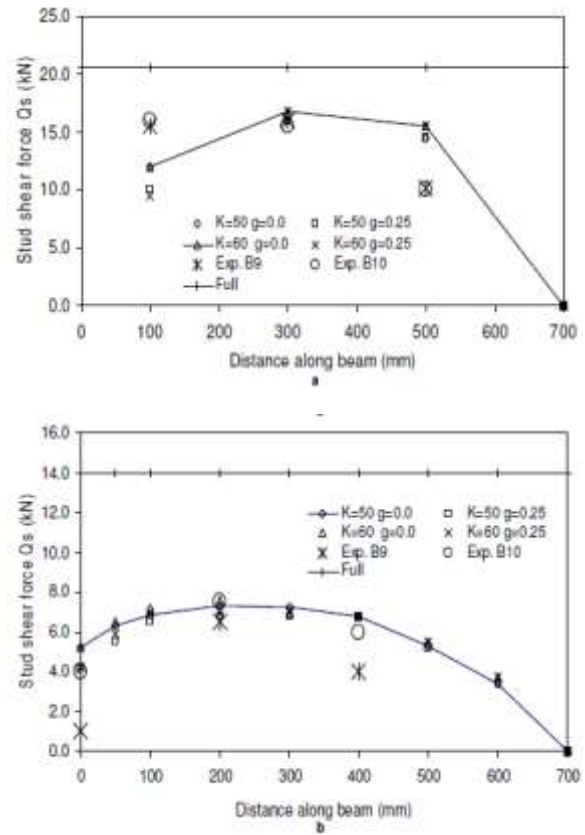 25.0
20.0
15.0
10.0
5.0
0.0
Stud shear force Qs (kN)
K=50 g=0.0 K=50 g=0.25
K=60 g=0.0 K=60 g=0.25
Exp. B9 Exp. B10
Full
0 100 200 300 400 500 600 700
Distance along beam (mm)
a
16.0
14.0
12.0
10.0
8.0
6.0
4.0
2.0
0.0
Stud shear force Qs (kN)
K=50 g=0.0 K=50 g=0.25
K=60 g=0.0 K=60 g=0.25
Exp. B9 Exp. B10
Full
0 100 200 300 400 500 600 700
Distance along beam (mm)
b